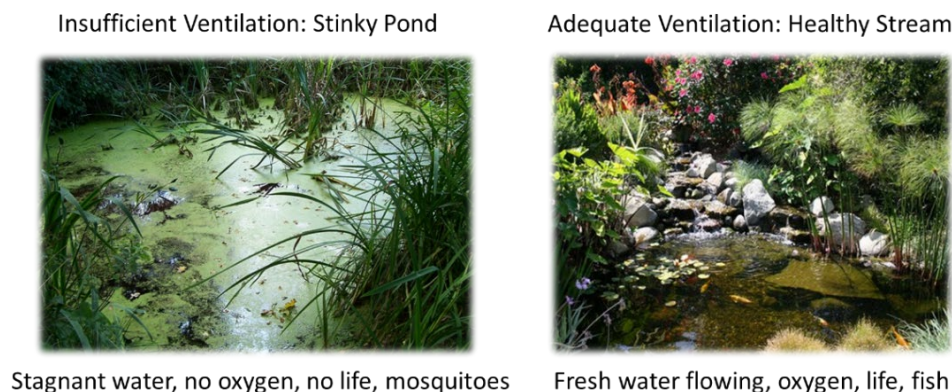 Insufficient Ventilation: Stinky Pond
Adequate Ventilation: Healthy Stream
Stagnant water, no oxygen, no life, mosquitoes
Fresh water flowing, oxygen, life, fish